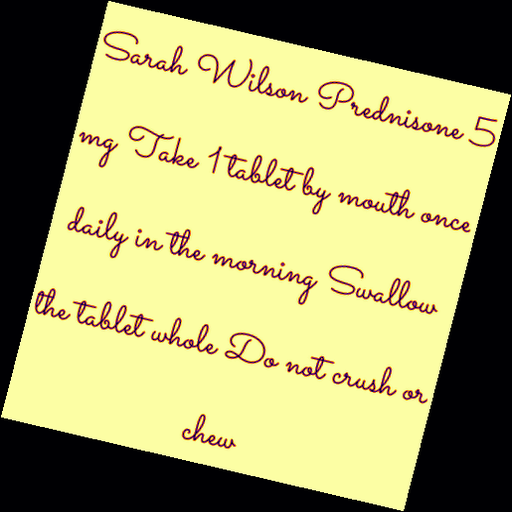 Sarah Wilson Prednisone 5
mg Take 1 tablet by mouth once
daily in the morning Swallow
the tablet whole Do not crush or
chew